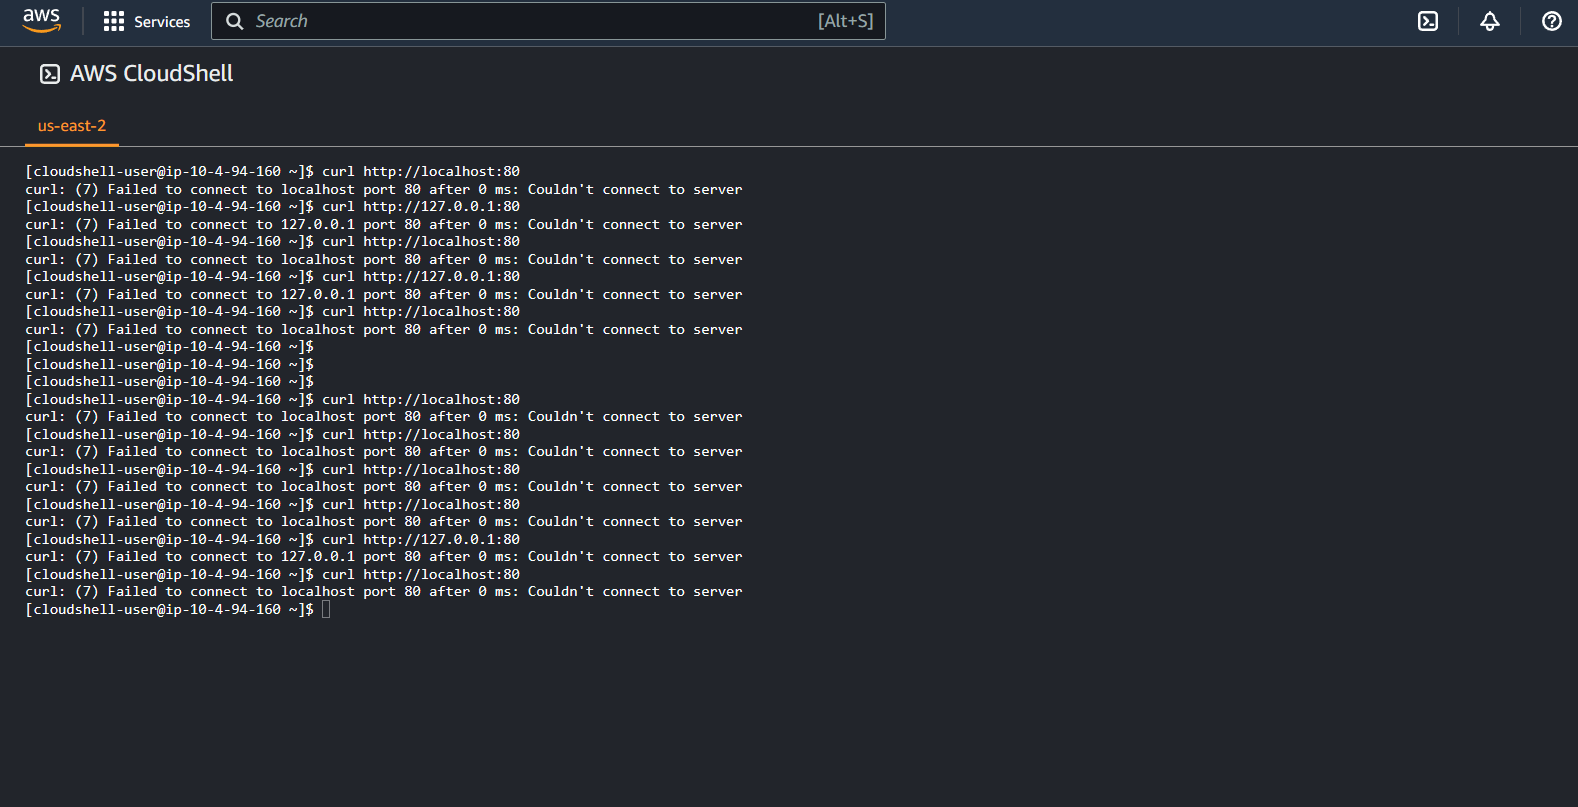 aws
Services
Search [Alt+S]
AWS CloudShell
us-east-2
[cloudshell-user@ip-10-4-94-160 ~]$ curl http://localhost:80
curl: (7) Failed to connect to localhost port 80 after 0 ms: Couldn't connect to server
[cloudshell-user@ip-10-4-94-160 ~]$ curl http://127.0.0.1:80
curl: (7) Failed to connect to 127.0.0.1 port 80 after 0 ms: Couldn't connect to server
[cloudshell-user@ip-10-4-94-160 ~]$ curl http://localhost:80
curl: (7) Failed to connect to localhost port 80 after 0 ms: Couldn't connect to server
[cloudshell-user@ip-10-4-94-160 ~]$ curl http://127.0.0.1:80
curl: (7) Failed to connect to 127.0.0.1 port 80 after 0 ms: Couldn't connect to server
[cloudshell-user@ip-10-4-94-160 ~]$ curl http://localhost:80
curl: (7) Failed to connect to localhost port 80 after 0 ms: Couldn't connect to server
[cloudshell-user@ip-10-4-94-160 ~]$
[cloudshell-user@ip-10-4-94-160 ~]$
[cloudshell-user@ip-10-4-94-160 ~]$
[cloudshell-user@ip-10-4-94-160 ~]$ curl http://localhost:80
curl: (7) Failed to connect to localhost port 80 after 0 ms: Couldn't connect to server
[cloudshell-user@ip-10-4-94-160 ~]$ curl http://localhost:80
curl: (7) Failed to connect to localhost port 80 after 0 ms: Couldn't connect to server
[cloudshell-user@ip-10-4-94-160 ~]$ curl http://localhost:80
curl: (7) Failed to connect to localhost port 80 after 0 ms: Couldn't connect to server
[cloudshell-user@ip-10-4-94-160 ~]$ curl http://localhost:80
curl: (7) Failed to connect to localhost port 80 after 0 ms: Couldn't connect to server
[cloudshell-user@ip-10-4-94-160 ~]$ curl http://127.0.0.1:80
curl: (7) Failed to connect to 127.0.0.1 port 80 after 0 ms: Couldn't connect to server
[cloudshell-user@ip-10-4-94-160 ~]$ curl http://localhost:80
curl: (7) Failed to connect to localhost port 80 after 0 ms: Couldn't connect to server
[cloudshell-user@ip-10-4-94-160 ~]$